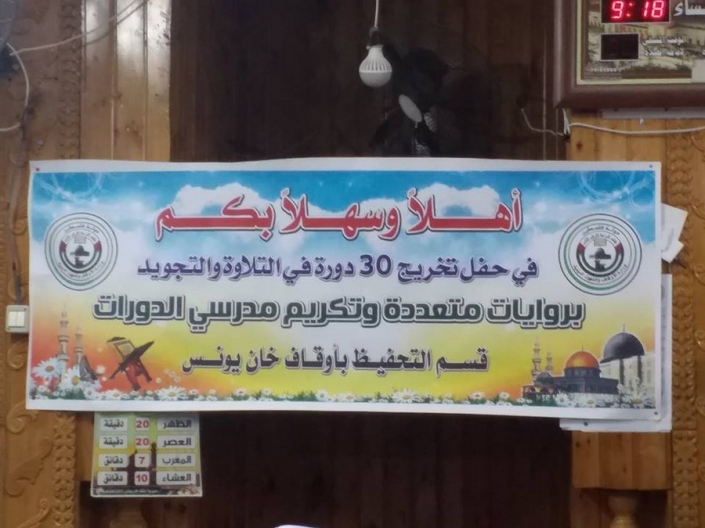 9:18
مساء
أهلاً وسهلاً بكم
في حفل تخريج 30 دورة في التلاوة والتجويد
بروايات متعددة وتكريم مدرسي الدورات
قسم التحفيظ بأوقاف خان يونس
الظهر 20 دقيقة
العصر 20 دقيقة
المغرب 7 دقائق
العشاء 10 دقائق